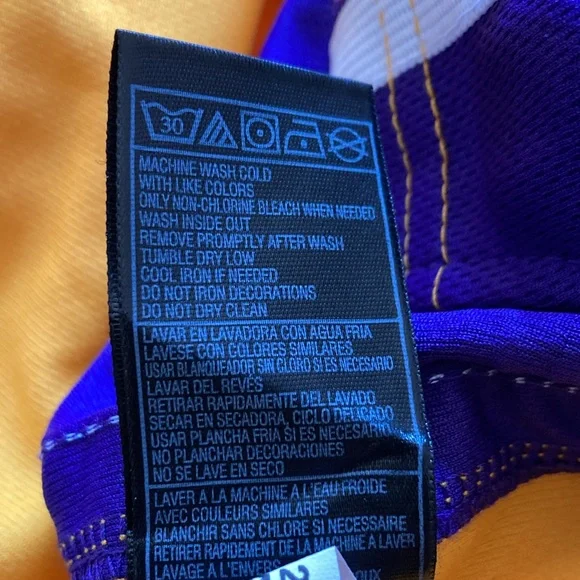 30
MACHINE WASH COLD
WITH LIKE COLORS
ONLY NON-CHLORINE BLEACH WHEN NEEDED
WASH INSIDE OUT
REMOVE PROMPTLY AFTER WASH
TUMBLE DRY LOW
COOL IRON IF NEEDED
DO NOT IRON DECORATIONS
DO NOT DRY CLEAN
LAVAR EN LAVADORA CON AGUA FRIA
LAVESE CON COLORES SIMILARES
USAR BLANQUEADOR SIN CLORO SI ES NECESARIO
LAVAR DEL REVÉS
RETIRAR RAPIDAMENTE DEL LAVADO
SECAR EN SECADORA, CICLO DELICADO
USAR PLANCHA FRIA SI ES NECESARIO
NO PLANCHAR DECORACIONES
NO SE LAVE EN SECO
LAVER A LA MACHINE A L'EAU FROIDE
AVEC COULEURS SIMILAIRES
BLANCHIR SANS CHLORE SI NECESSAIRE
RETIRER RAPIDEMENT DE LA MACHINE A LAVER
LAVAGE A L'ENVERS